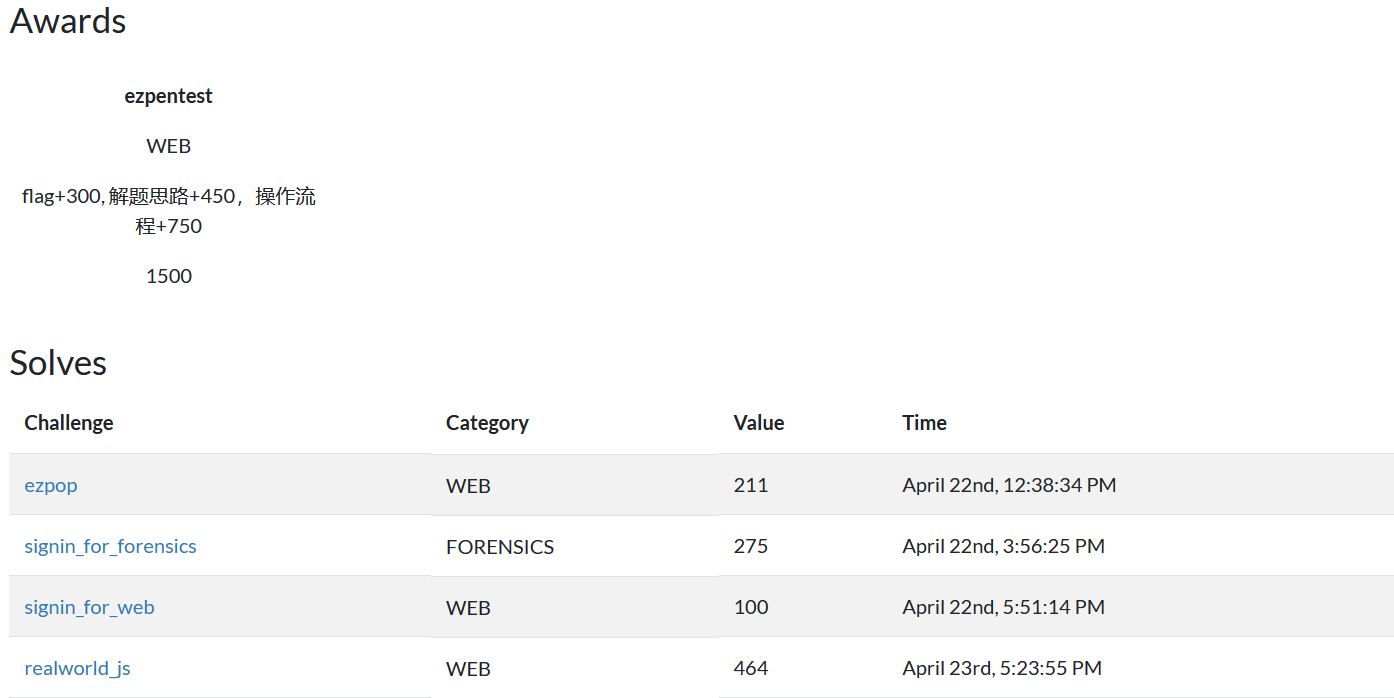 Awards
ezpentest
WEB
flag+300, 解题思路+450，操作流
程+750
1500
Solves
Challenge Category Value Time
ezpop WEB 211 April 22nd, 12:38:34 PM
signin_for_forensics FORENSICS 275 April 22nd, 3:56:25 PM
signin_for_web WEB 100 April 22nd, 5:51:14 PM
realworld_js WEB 464 April 23rd, 5:23:55 PM